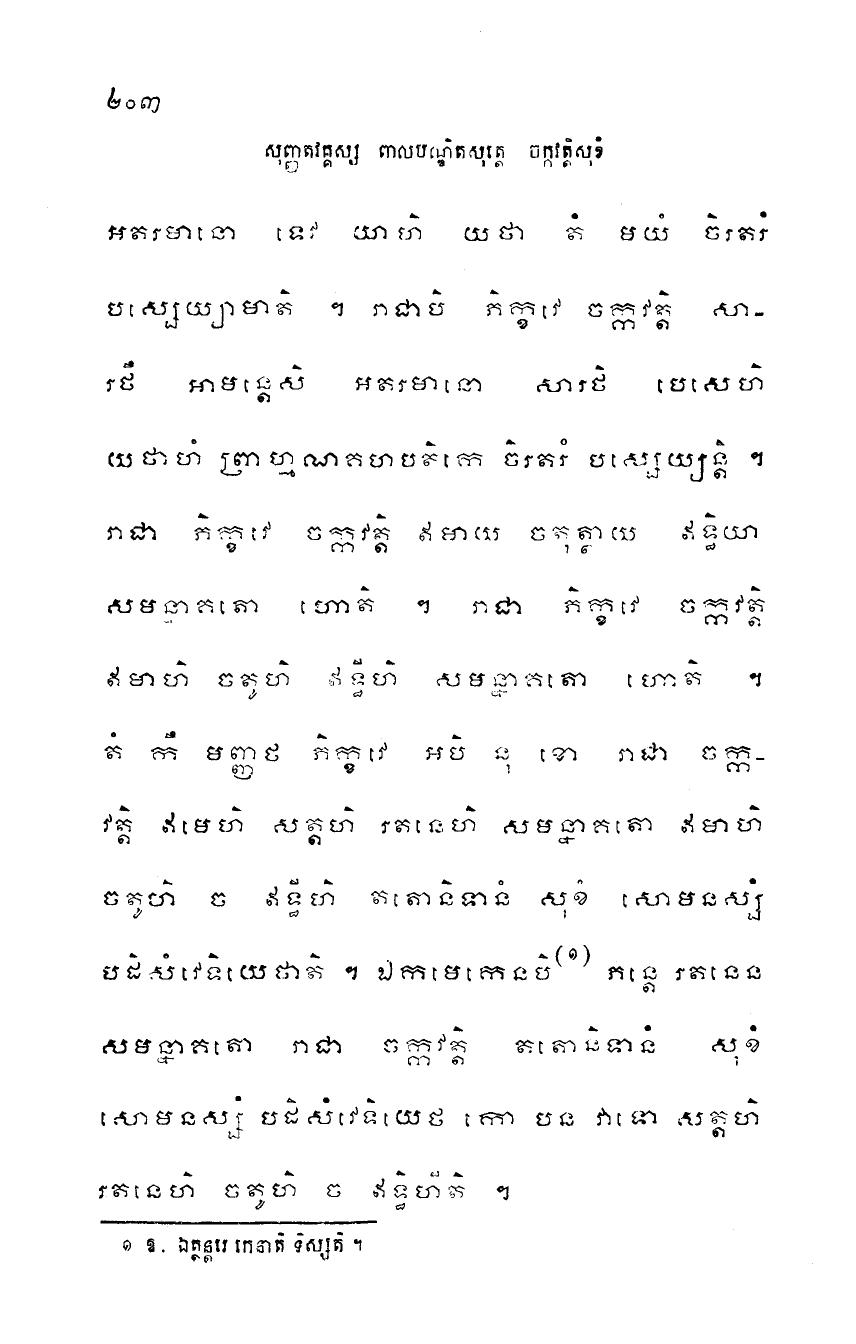 ២០៣
សុញ្ញតវគ្គស្ស ពាលបណ្ឌិតសុត្តេ ចក្កវត្តិសុខំ
អតរមានោ ទេវ យាហិ យថា តំ មយំ ចិរតរំ
បស្សេយ្យាមាតិ ។ រាជាបិ ភិក្ខវេ ចក្កវត្តិ សា-
រថឹ អាមន្តេសិ អតរមានោ សារថិ បេសេហិ
យថាហំ ព្រាហ្មណគហបតិកេ ចិរតរំ បស្សេយ្យន្តិ ។
រាជា ភិក្ខវេ ចក្កវត្តិ ឥមាយ ចតុត្ថាយ ឥទ្ធិយា
សមន្នាគតោ ហោតិ ។ រាជា ភិក្ខវេ ចក្កវត្តិ
ឥមាហិ ចតូហិ ឥទ្ធីហិ សមន្នាគតោ ហោតិ ។
តំ កឹ មញ្ញថ ភិក្ខវេ អបិ នុ ខោ រាជា ចក្ក-
វត្តិ ឥមេហិ សត្តហិ រតនេហិ សមន្នាគតោ ឥមាហិ
ចតូហិ ច ឥទ្ធីហិ តតោនិទានំ សុខំ សោមនស្សំ
បដិសំវេទិយេថាតិ ។ ឯកមេកេនបិ(១) ភន្តេ រតនេន
សមន្នាគតោ រាជា ចក្កវត្តិ តតោនិទានំ សុខំ
សោមនស្សំ បដិសំវេទិយេថ កោ បន វាទោ សត្តហិ
រតនេហិ ចតូហិ ច ឥទ្ធិហីតិ ។
១ ឱ. ឯត្ថន្តរេ កេនាតិ ទិស្សតិ ។